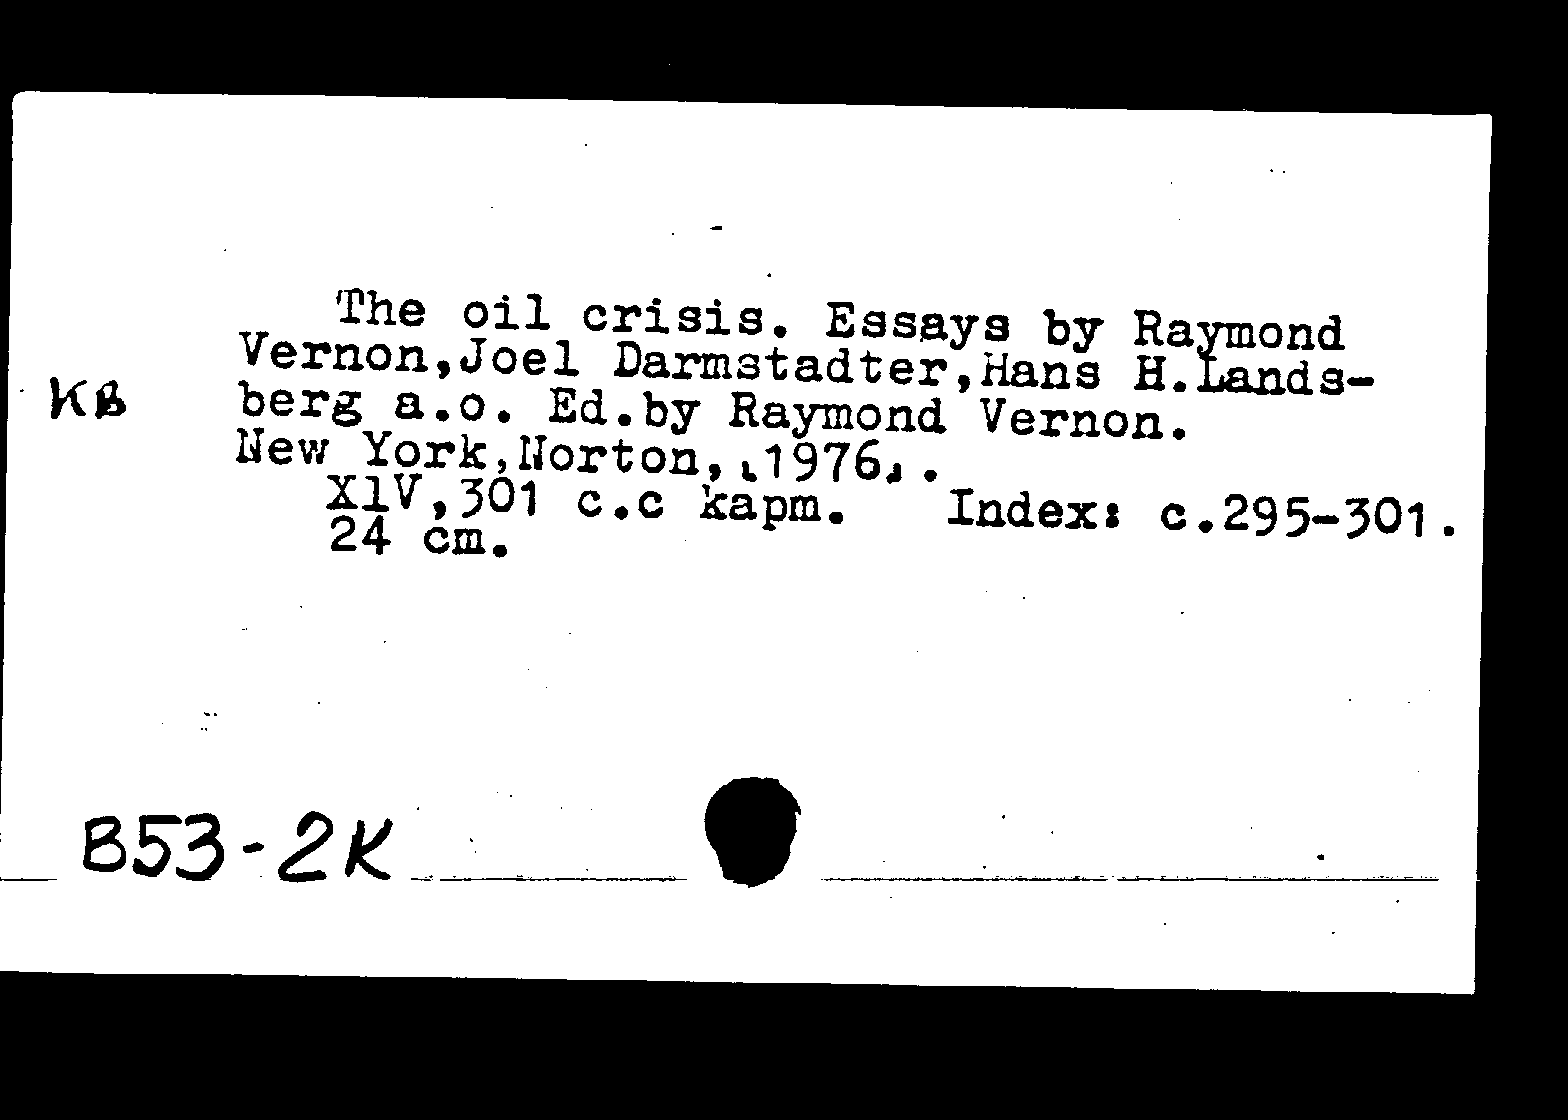 The oil crisis. Essays by Raymond
Vernon,Joel Darmstadter,Hans H.Lands-
KB berg a.o. Ed.by Raymond Vernon.
New York,Norton,[1976].
XlV,301 c.c kapm. Index: c.295-301.
24 cm.
B53-2K